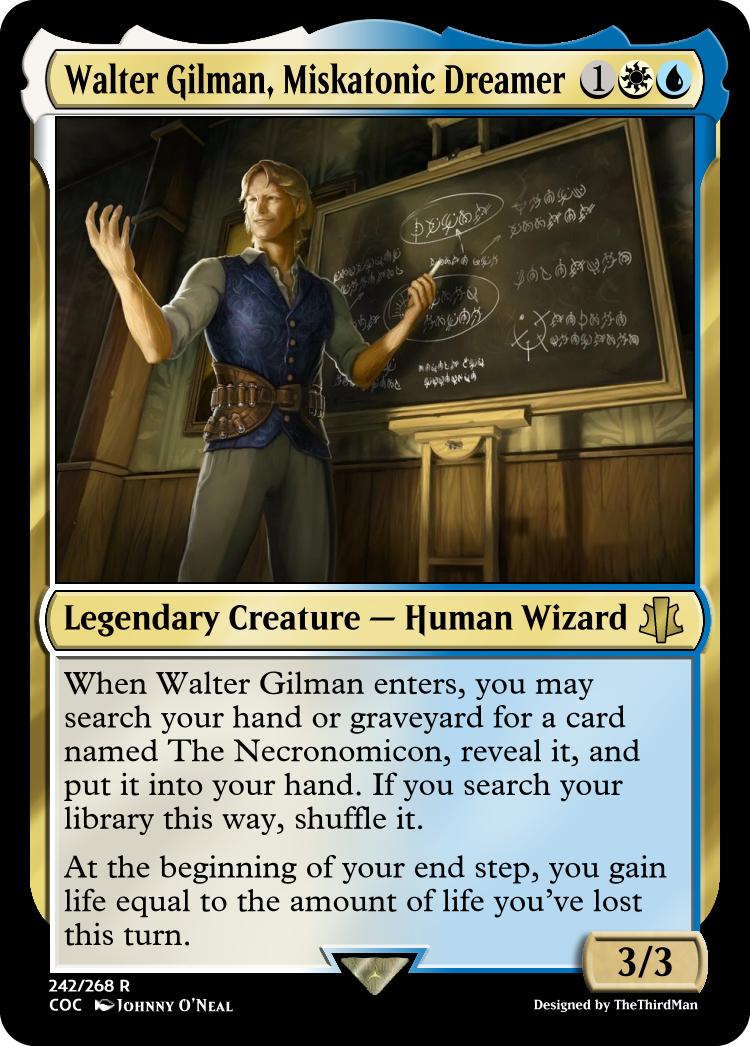 Walter Gilman, Miskatonic Dreamer 1
Legendary Creature — Human Wizard
When Walter Gilman enters, you may
search your hand or graveyard for a card
named The Necronomicon, reveal it, and
put it into your hand. If you search your
library this way, shuffle it.
At the beginning of your end step, you gain
life equal to the amount of life you've lost
this turn.
3/3
242/268 R
COC Johnny O'Neal
Designed by TheThirdMan